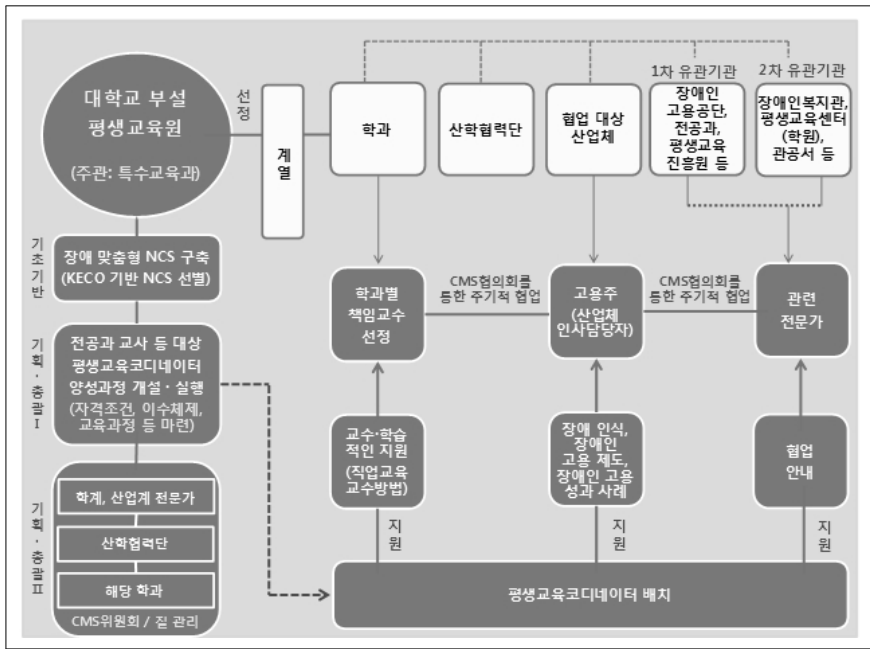 대학교 부설
평생교육원
(주관: 특수교육과)
선정
계열
학과
산학협력단
협업 대상
산업체
1차 유관기관
장애인
고용공단,
전공과,
평생교육
진흥원 등
2차 유관기관
장애인복지관,
평생교육센터
(학원),
관공서 등
기초기반
장애 맞춤형 NCS 구축
(KECO 기반 NCS 선별)
학과별
책임교수
선정
CMS협의회를
통한 주기적 협업
고용주
(산업체
인사담당자)
CMS협의회를
통한 주기적 협업
관련
전문가
기획·총괄Ⅰ
전공과 교사 등 대상
평생교육코디네이터
양성과정 개설·실행
(자격조건, 이수체제,
교육과정 등 마련)
교수·학습
적인 지원
(직업교육
교수방법)
장애 인식,
장애인
고용 제도,
장애인 고용
성과 사례
협업
안내
기획·총괄Ⅱ
학계, 산업계 전문가
산학협력단
해당 학과
CMS위원회 / 질 관리
지원
지원
지원
평생교육코디네이터 배치